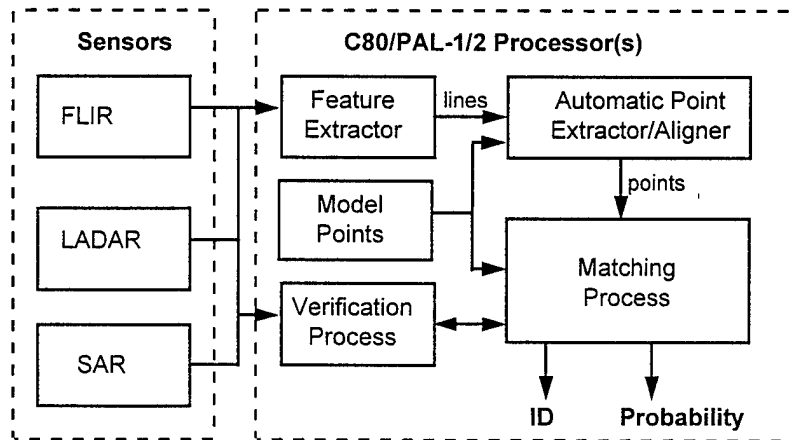 Sensors
C80/PAL-1/2 Processor(s)
FLIR
LADAR
SAR
Feature
Extractor
lines
Automatic Point
Extractor/Aligner
points
Model
Points
Matching
Process
Verification
Process
ID
Probability